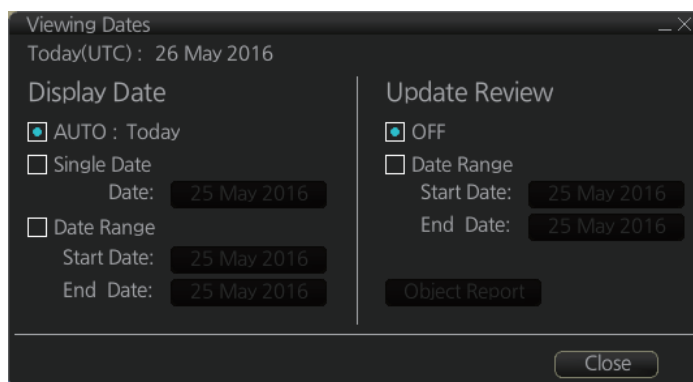 Viewing Dates
Today(UTC) : 26 May 2016
Display Date
AUTO : Today
Single Date
Date: 25 May 2016
Date Range
Start Date: 25 May 2016
End Date: 25 May 2016
Update Review
OFF
Date Range
Start Date: 25 May 2016
End Date: 25 May 2016
Object Report
Close